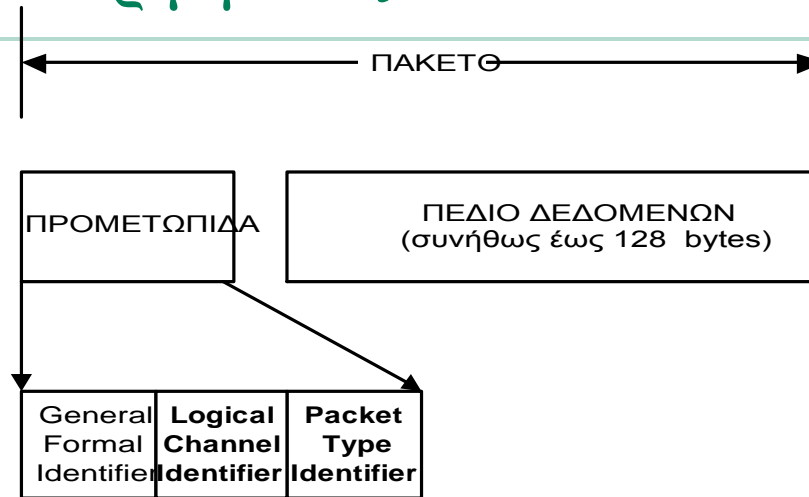 ΠΑΚΕΤΟ
ΠΡΟΜΕΤΩΠΙΔΑ
ΠΕΔΙΟ ΔΕΔΟΜΕΝΩΝ
(συνήθως έως 128 bytes)
General
Formal
Identifier
Logical
Channel
Identifier
Packet
Type
Identifier